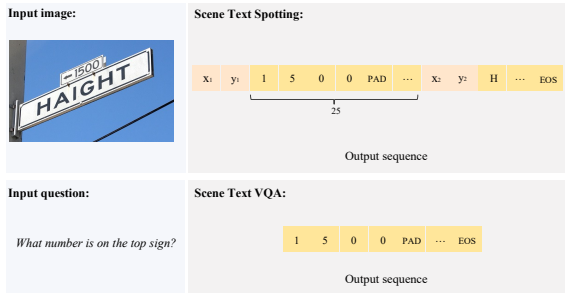 Input image:
Scene Text Spotting:
← 1500
HAIGHT
x₁ y₁ 1 5 0 0 PAD ... x₂ y₂ H ... EOS
25
Output sequence
Input question:
Scene Text VQA:
What number is on the top sign?
1 5 0 0 PAD ... EOS
Output sequence